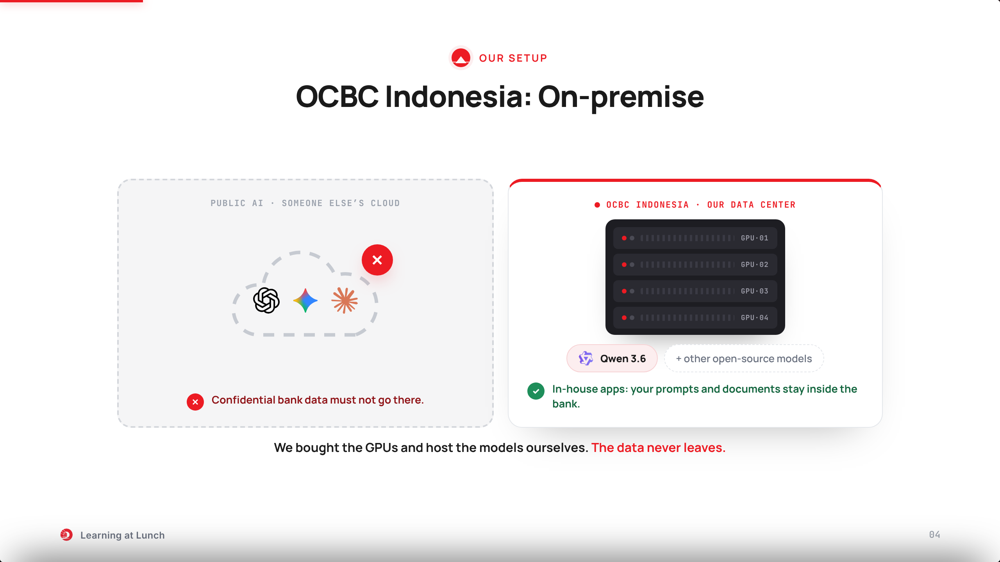 OUR SETUP
OCBC Indonesia: On-premise
PUBLIC AI · SOMEONE ELSE’S CLOUD
Confidential bank data must not go there.
OCBC INDONESIA · OUR DATA CENTER
GPU·01
GPU·02
GPU·03
GPU·04
Qwen 3.6
+ other open-source models
In-house apps: your prompts and documents stay inside the
bank.
We bought the GPUs and host the models ourselves. The data never leaves.
Learning at Lunch
04